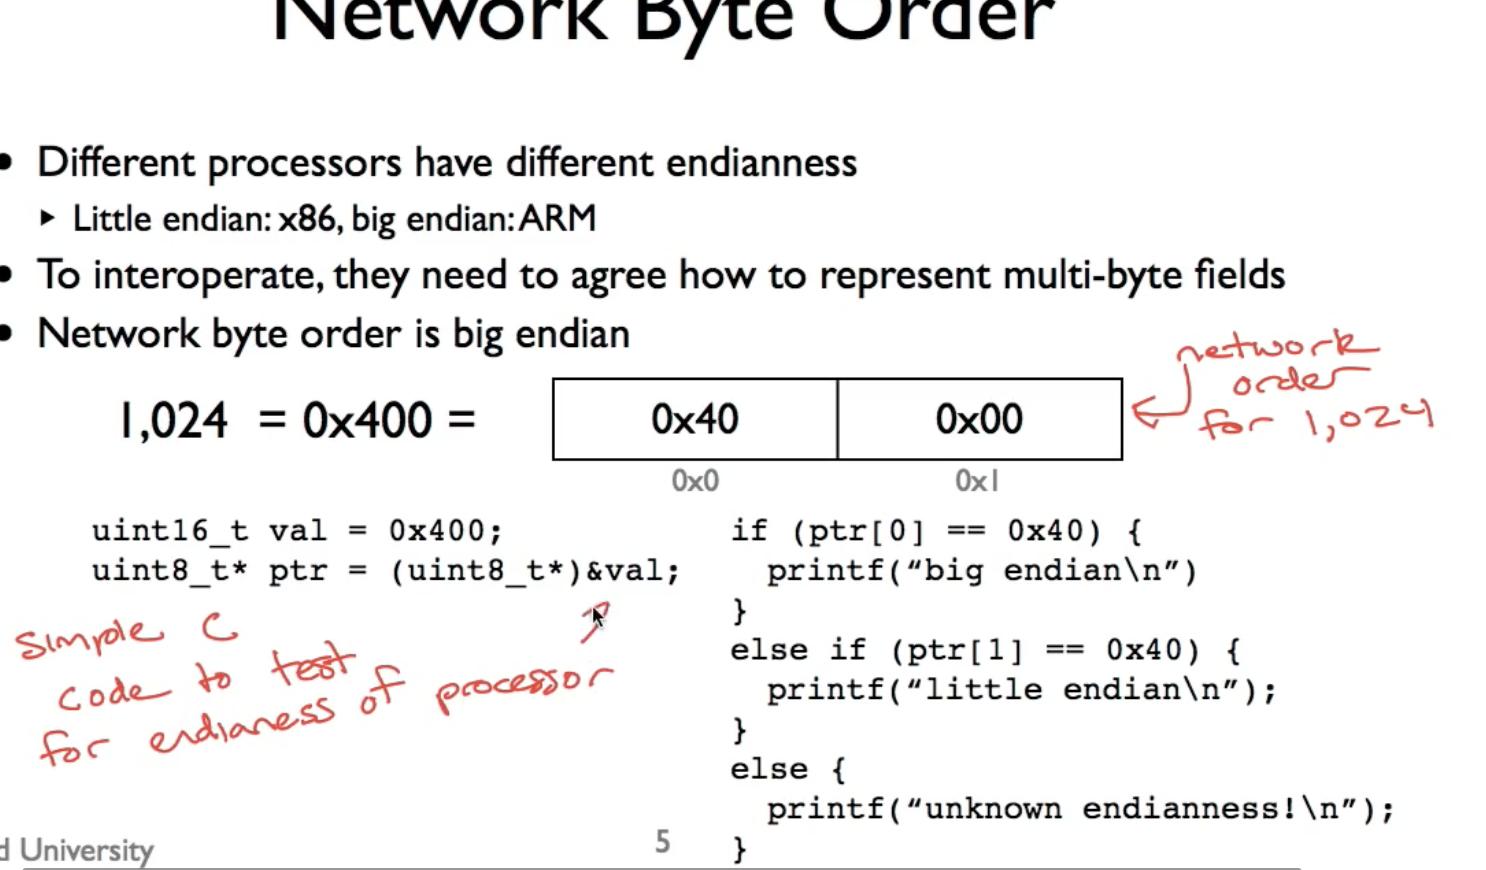 Network Byte Order
• Different processors have different endianness
▸ Little endian: x86, big endian: ARM
• To interoperate, they need to agree how to represent multi-byte fields
• Network byte order is big endian
network
order
for 1,024
1,024 = 0x400 = 0x40 0x00
0x0 0x1
uint16_t val = 0x400;
uint8_t* ptr = (uint8_t*)&val;
simple C
code to test
for endianess of processor
if (ptr[0] == 0x40) {
printf(“big endian\n”)
}
else if (ptr[1] == 0x40) {
printf(“little endian\n”);
}
else {
printf(“unknown endianness!\n”);
}
d University
5